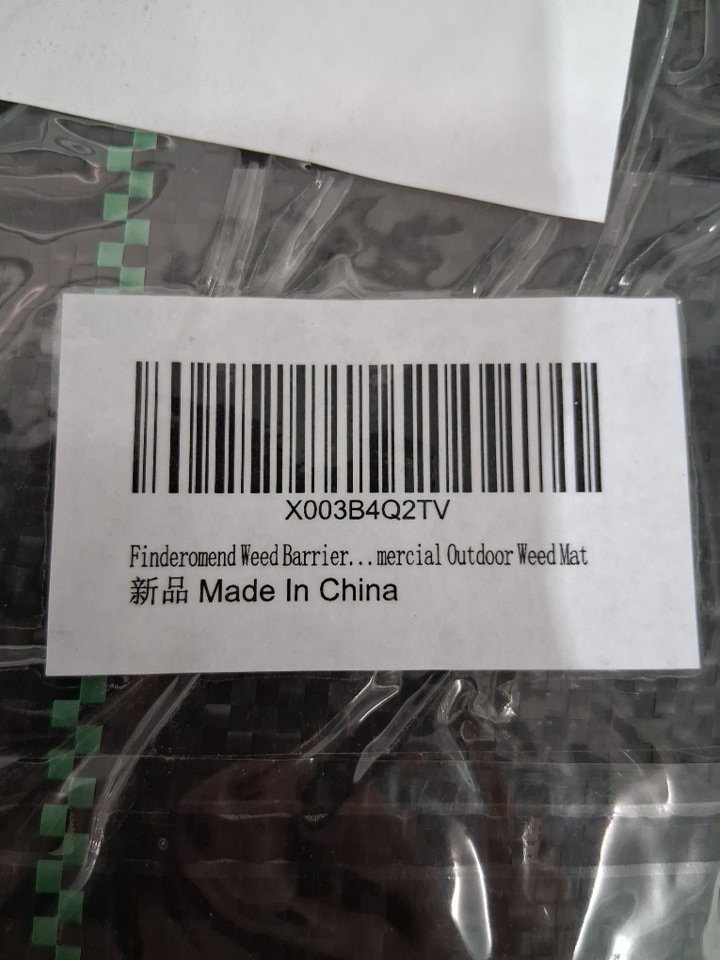 X003B4Q2TV
Finderomend Weed Barrier...mercial Outdoor Weed Mat
新品 Made In China